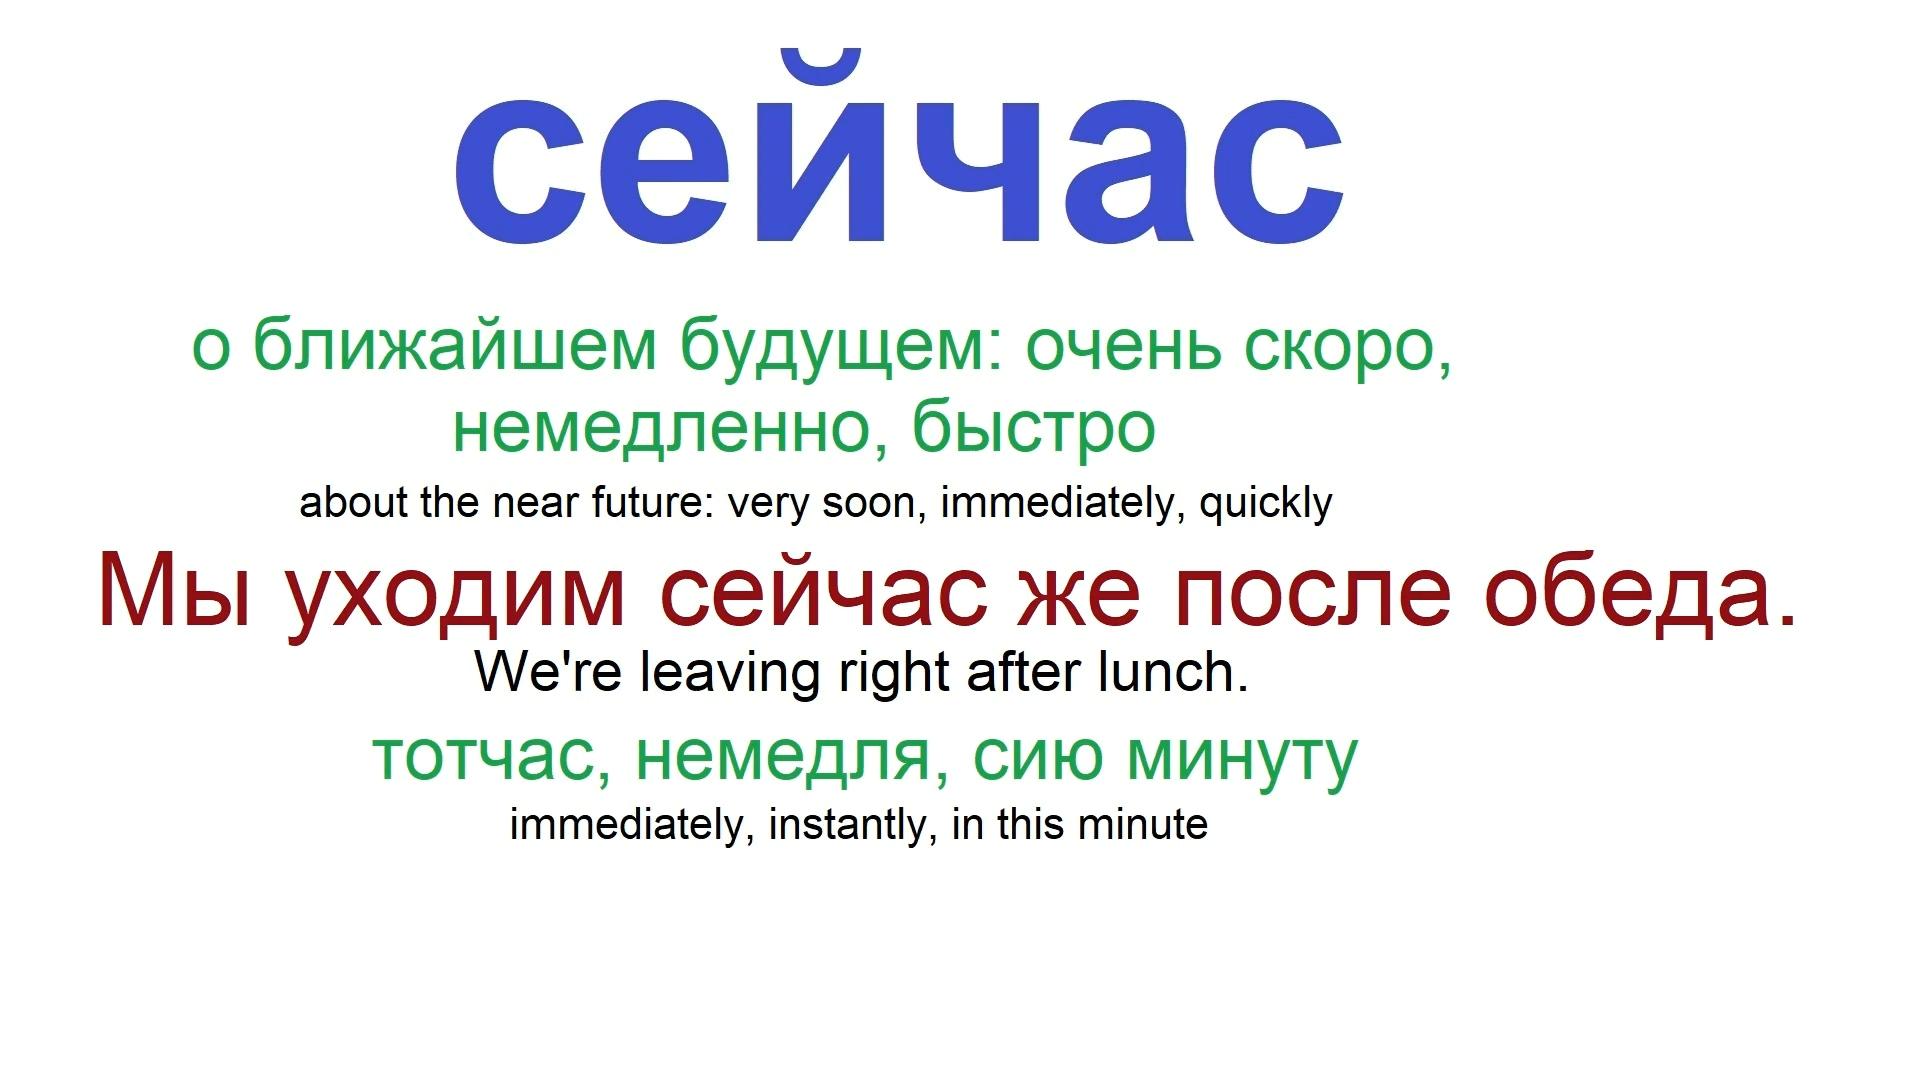 сейчас
о ближайшем будущем: очень скоро,
немедленно, быстро
about the near future: very soon, immediately, quickly
Мы уходим сейчас же после обеда.
We're leaving right after lunch.
тотчас, немедля, сию минуту
immediately, instantly, in this minute